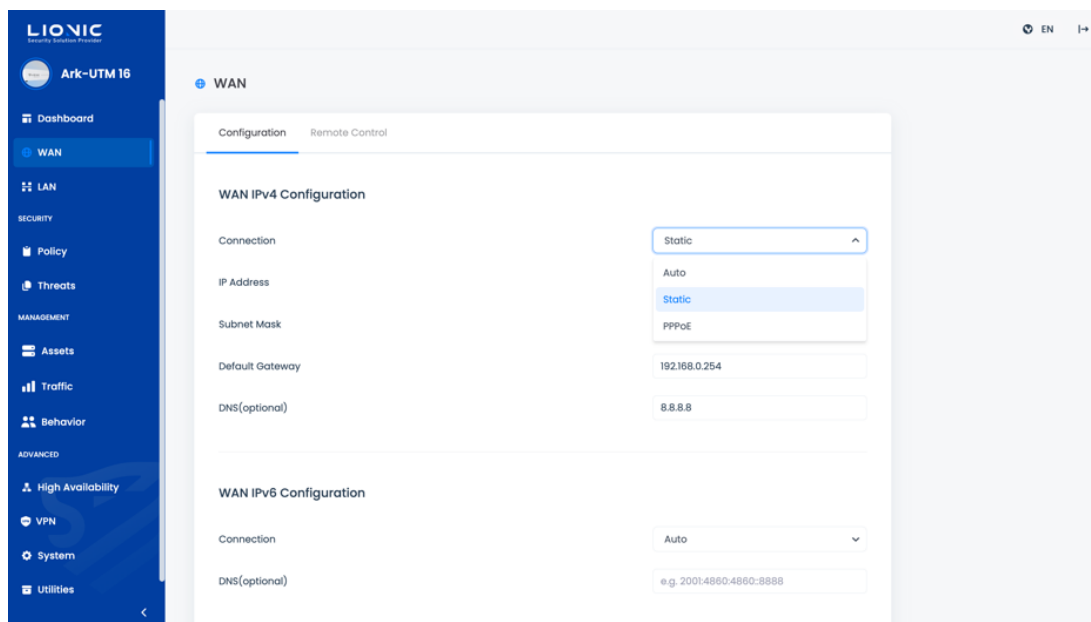 LIONIC
Security Solution Provider
EN
Ark-UTM 16
WAN
Dashboard
WAN
LAN
SECURITY
Policy
Threats
MANAGEMENT
Assets
Traffic
Behavior
ADVANCED
High Availability
VPN
System
Utilities
Configuration Remote Control
WAN IPv4 Configuration
Connection Static
Auto
Static
PPPoE
IP Address
Subnet Mask
Default Gateway 192.168.0.254
DNS(optional) 8.8.8.8
WAN IPv6 Configuration
Connection Auto
DNS(optional) e.g. 2001:4860:4860::8888